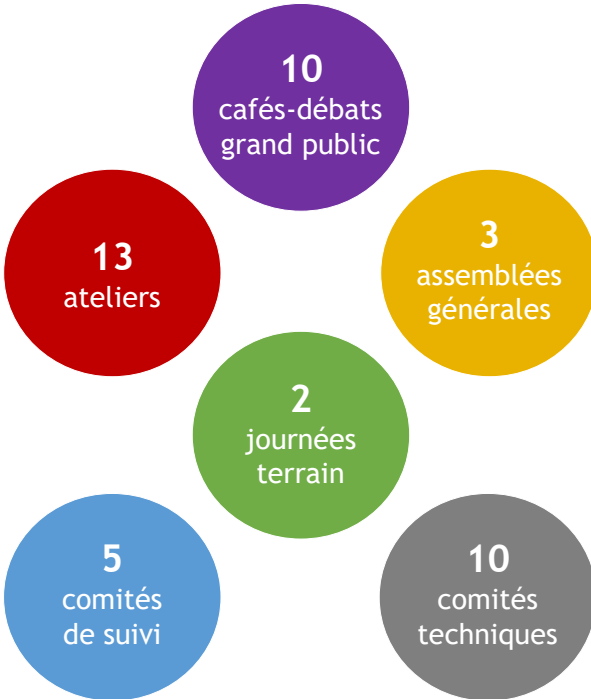 10
cafés-débats
grand public
13
ateliers
3
assemblées
générales
2
journées
terrain
5
comités
de suivi
10
comités
techniques